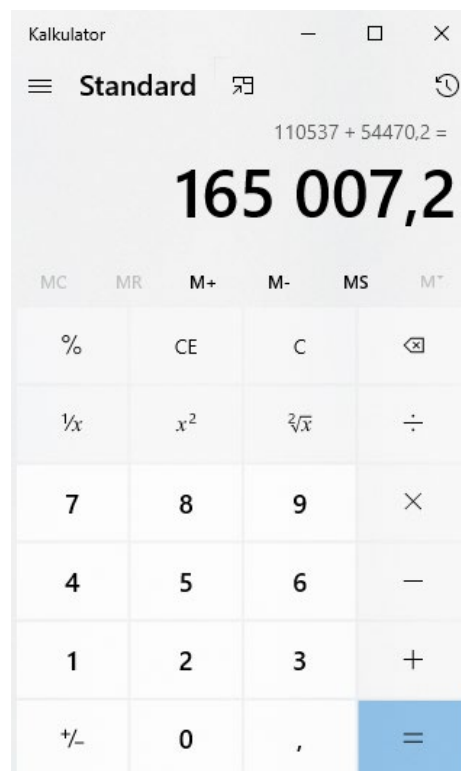 Kalkulator
Standard
110537 + 54470,2 =
165 007,2
MC MR M+ M- MS M˅
% CE C
¹/x x² ²√x ÷
7 8 9 ×
4 5 6 −
1 2 3 +
+/− 0 , =